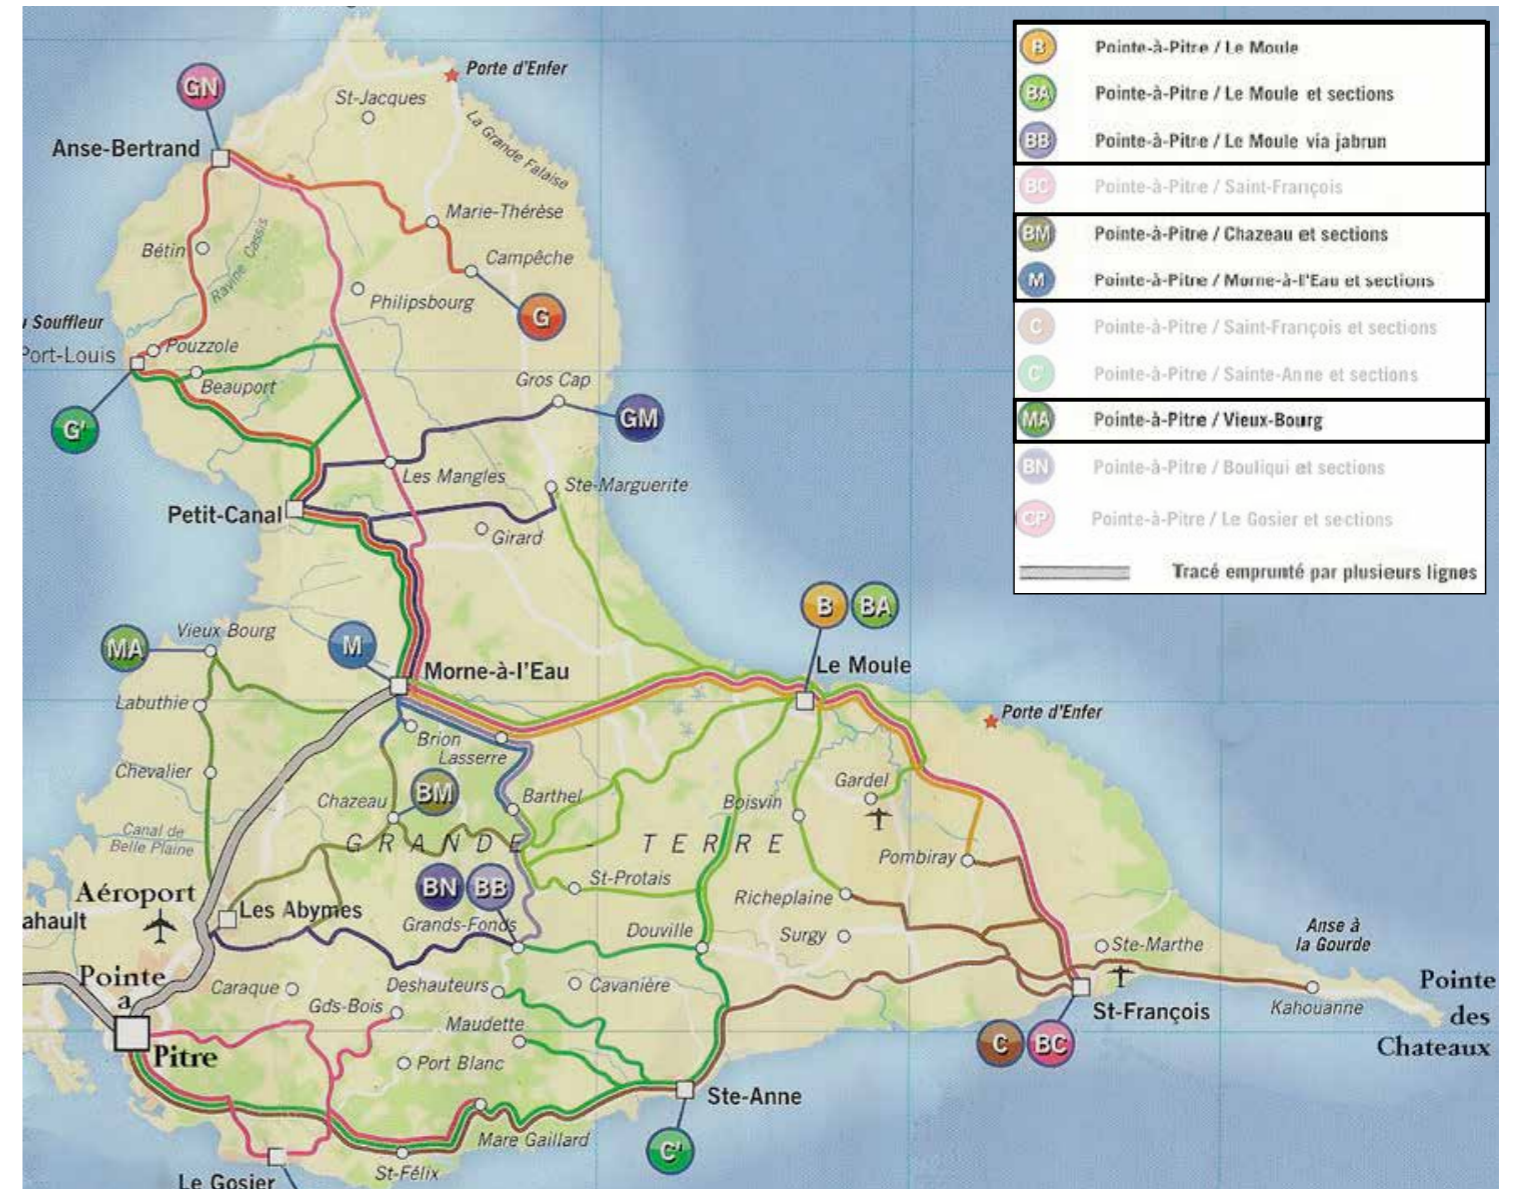 Porte d'Enfer
GN
St-Jacques
La Grande Falaise
Anse-Bertrand
Marie-Thérèse
Bétin
Ravine Cassis
Campêche
Philipsbourg
G
Souffleur
Port-Louis
Pouzzole
Beauport
Gros Cap
G'
GM
Les Mangles
Ste-Marguerite
Petit-Canal
Girard
B
BA
MA
Vieux Bourg
M
Le Moule
Morne-à-l'Eau
Labuthie
Porte d'Enfer
Brion
Lasserre
Chevalier
Gardel
Chazeau
BM
Barthel
Boisvin
Canal de
Belle Plaine
GRANDE - TERRE
Pombiray
Aéroport
BN
BB
St-Protais
Richeplaine
ahault
Les Abymes
Grands-Fonds
Douville
Surgy
Ste-Marthe
Anse à
la Gourde
Pointe
a
Pitre
Caraque
Deshauteurs
Cavanière
Gds-Bois
Kahouanne
Pointe
des
Chateaux
St-François
Maudette
C
BC
Port Blanc
Ste-Anne
Mare Gaillard
C'
St-Félix
Le Gosier
B Pointe-à-Pitre / Le Moule
BA Pointe-à-Pitre / Le Moule et sections
BB Pointe-à-Pitre / Le Moule via jabrun
BC Pointe-à-Pitre / Saint-François
BM Pointe-à-Pitre / Chazeau et sections
M Pointe-à-Pitre / Morne-à-l'Eau et sections
C Pointe-à-Pitre / Saint-François et sections
C' Pointe-à-Pitre / Sainte-Anne et sections
MA Pointe-à-Pitre / Vieux-Bourg
BN Pointe-à-Pitre / Bouliqui et sections
CP Pointe-à-Pitre / Le Gosier et sections
Tracé emprunté par plusieurs lignes